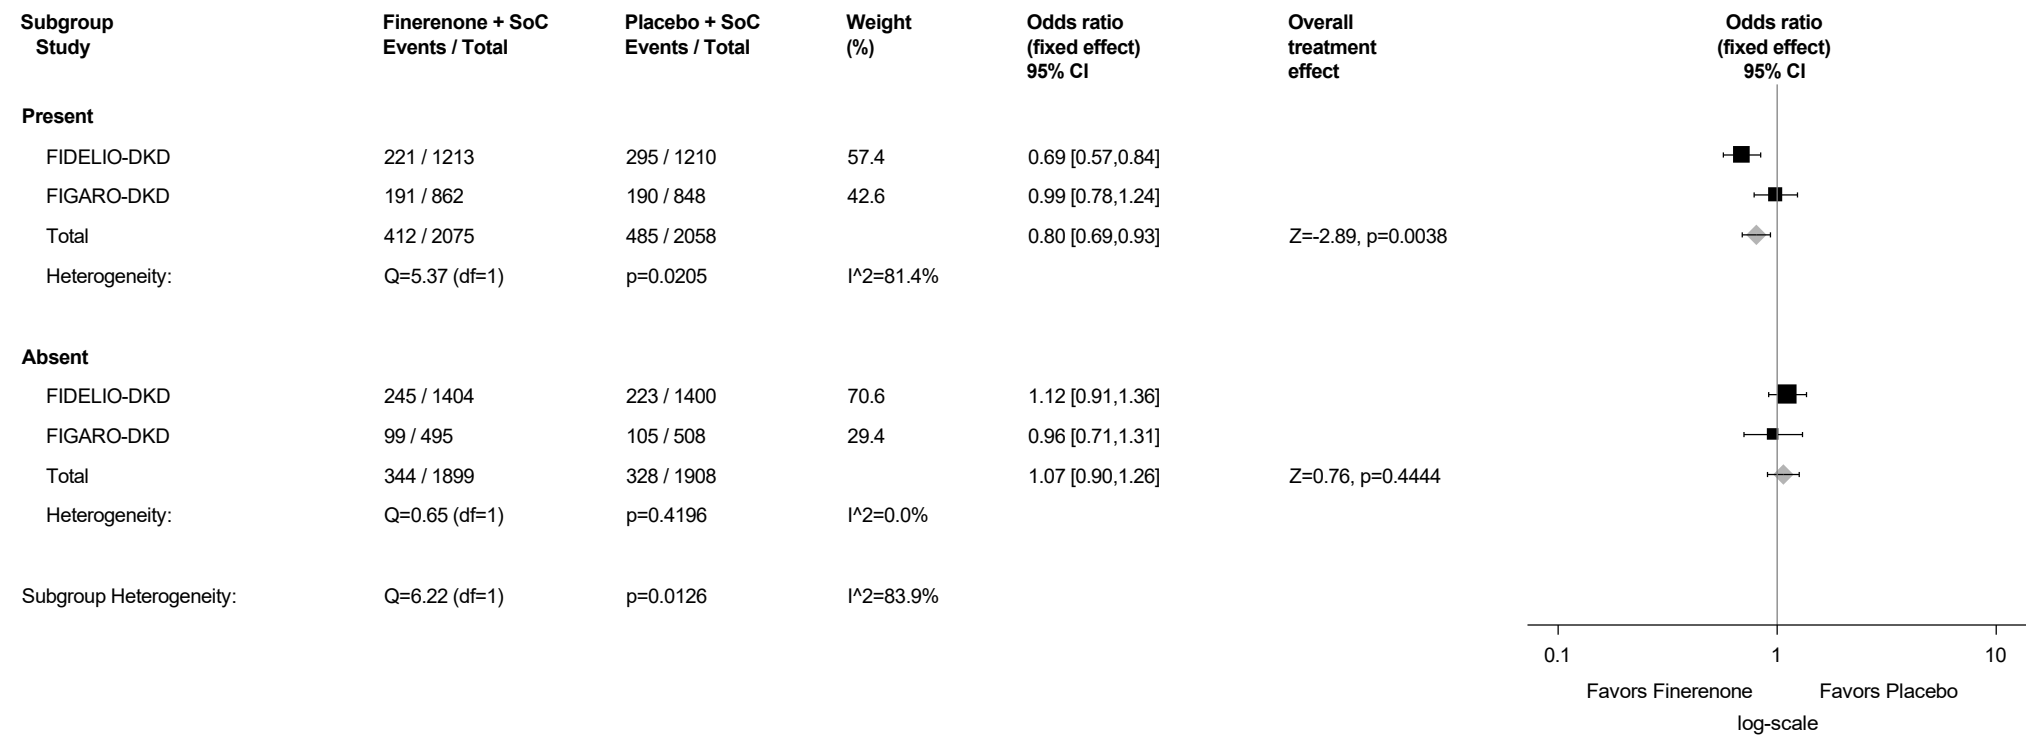 Subgroup Finerenone + SoC Placebo + SoC Weight Odds ratio Overall Odds ratio
Study Events / Total Events / Total (%) (fixed effect) treatment (fixed effect)
95% CI effect 95% CI
Present
FIDELIO-DKD 221 / 1213 295 / 1210 57.4 0.69 [0.57,0.84]
FIGARO-DKD 191 / 862 190 / 848 42.6 0.99 [0.78,1.24]
Total 412 / 2075 485 / 2058 0.80 [0.69,0.93] Z=-2.89, p=0.0038
Heterogeneity: Q=5.37 (df=1) p=0.0205 I^2=81.4%
Absent
FIDELIO-DKD 245 / 1404 223 / 1400 70.6 1.12 [0.91,1.36]
FIGARO-DKD 99 / 495 105 / 508 29.4 0.96 [0.71,1.31]
Total 344 / 1899 328 / 1908 1.07 [0.90,1.26] Z=0.76, p=0.4444
Heterogeneity: Q=0.65 (df=1) p=0.4196 I^2=0.0%
Subgroup Heterogeneity: Q=6.22 (df=1) p=0.0126 I^2=83.9%
0.1 1 10
Favors Finerenone Favors Placebo
log-scale